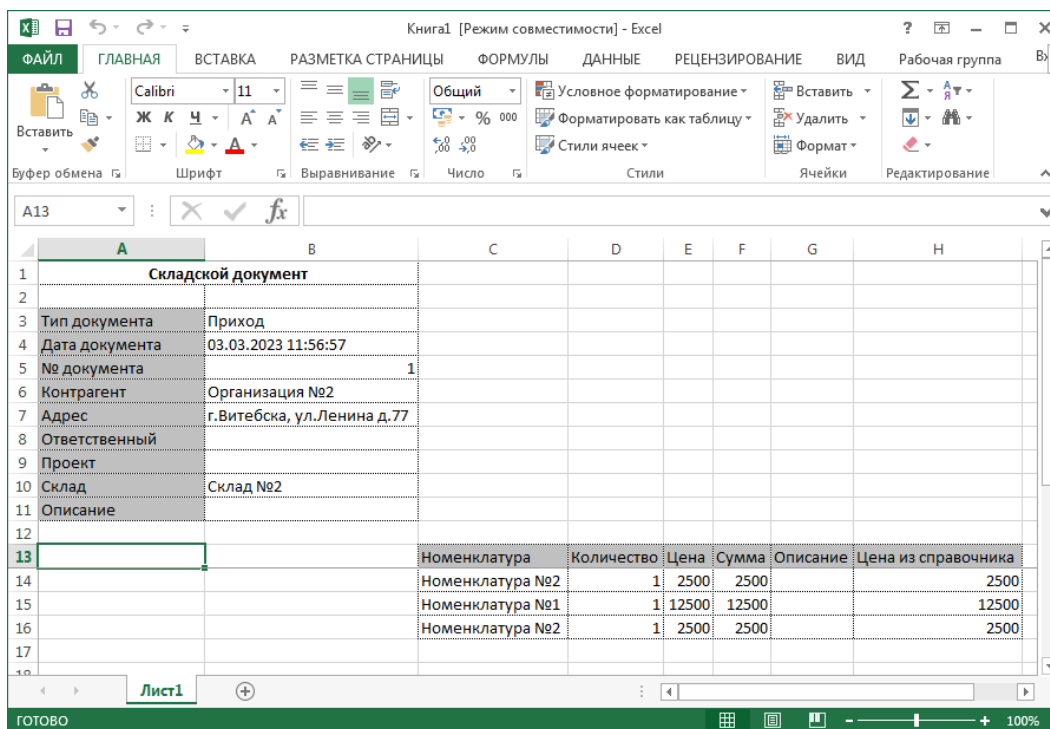 Книга1 [Режим совместимости] - Excel
ФАЙЛ ГЛАВНАЯ ВСТАВКА РАЗМЕТКА СТРАНИЦЫ ФОРМУЛЫ ДАННЫЕ РЕЦЕНЗИРОВАНИЕ ВИД Рабочая группа
Calibri 11 Общий Условное форматирование Вставить
Вставить Ж К Ч % 000 Форматировать как таблицу Удалить
Стили ячеек Формат
Буфер обмена Шрифт Выравнивание Число Стили Ячейки Редактирование
A13 fx
A B C D E F G H
1 Складской документ
2
3 Тип документа Приход
4 Дата документа 03.03.2023 11:56:57
5 № документа 1
6 Контрагент Организация №2
7 Адрес г.Витебска, ул.Ленина д.77
8 Ответственный
9 Проект
10 Склад Склад №2
11 Описание
12
13 Номенклатура Количество Цена Сумма Описание Цена из справочника
14 Номенклатура №2 1 2500 2500 2500
15 Номенклатура №1 1 12500 12500 12500
16 Номенклатура №2 1 2500 2500 2500
17
Лист1
ГОТОВО 100%